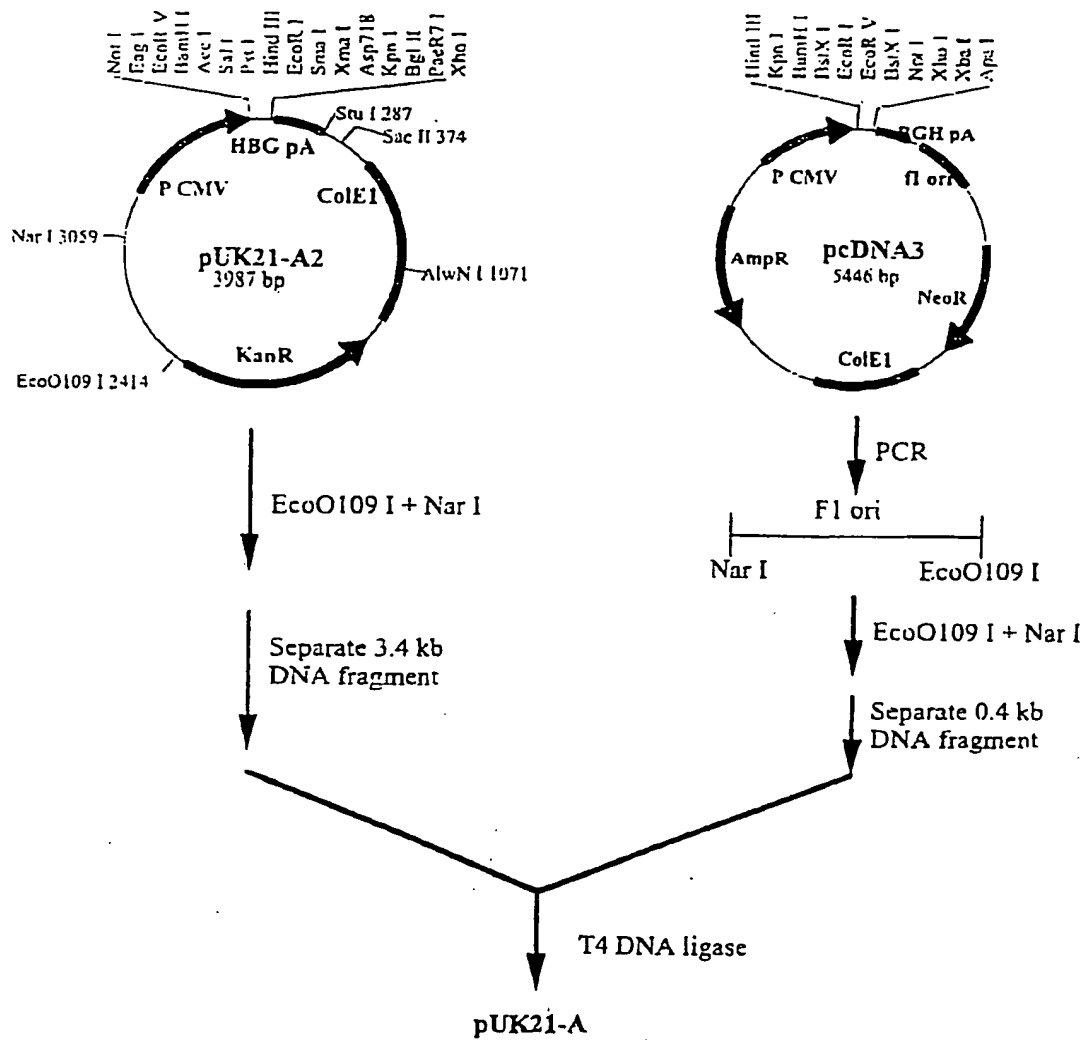 Not I
Eag I
EcoR V
BamH I
Acc I
Sal I
Pst I
Hind III
EcoR I
Sma I
Xma I
Asp718
Kpn I
Bgl II
PaeR7 I
Xho I
Stu I 287
Sac II 374
HBG pA
P CMV
ColE1
Nar I 3059
pUK21-A2
3987 bp
AlwN I 1071
KanR
EcoO109 I 2414
Hind III
Kpn I
BamH I
BstX I
EcoR I
EcoR V
BstX I
Not I
Xho I
Xba I
Apa I
BGH pA
P CMV
f1 ori
AmpR
pcDNA3
5446 bp
NeoR
ColE1
EcoO109 I + Nar I
PCR
F1 ori
Nar I
EcoO109 I
Separate 3.4 kb
DNA fragment
EcoO109 I + Nar I
Separate 0.4 kb
DNA fragment
T4 DNA ligase
pUK21-A